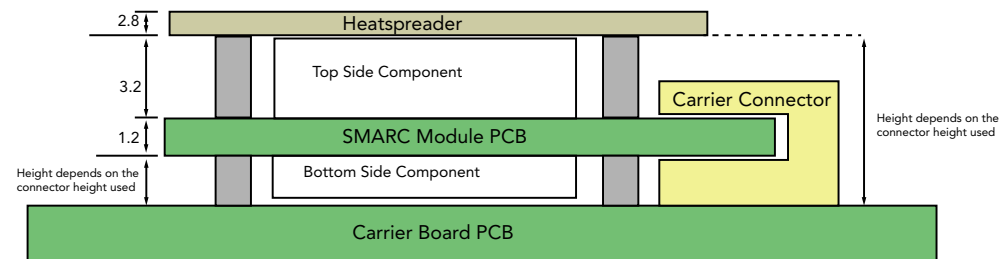 2.8
Heatspreader
3.2
Top Side Component
Carrier Connector
Height depends on the
connector height used
1.2
SMARC Module PCB
Height depends on the
connector height used
Bottom Side Component
Carrier Board PCB